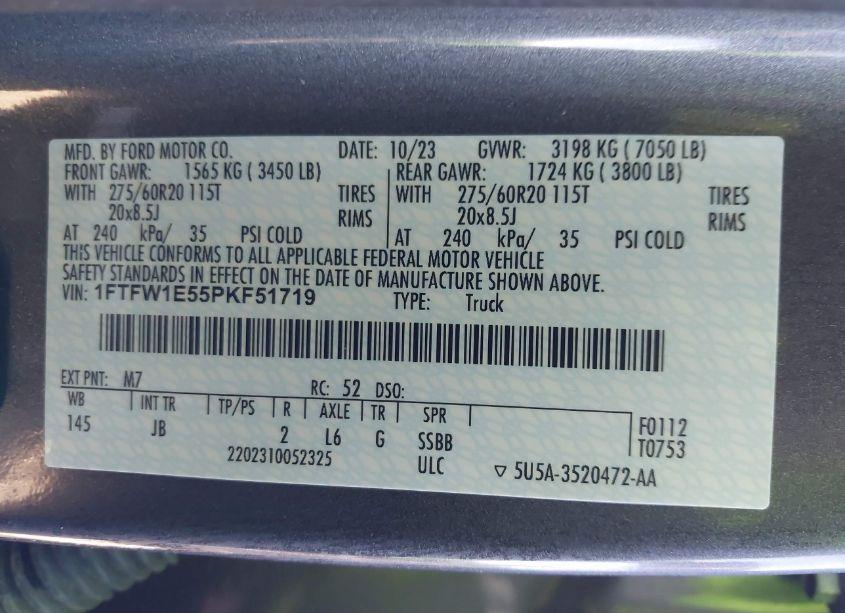 MFD. BY FORD MOTOR CO. DATE: 10/23 GVWR: 3198 KG ( 7050 LB)
FRONT GAWR: 1565 KG ( 3450 LB) REAR GAWR: 1724 KG ( 3800 LB)
WITH 275/60R20 115T TIRES WITH 275/60R20 115T TIRES
20x8.5J RIMS 20x8.5J RIMS
AT 240 kPa/ 35 PSI COLD AT 240 kPa/ 35 PSI COLD
THIS VEHICLE CONFORMS TO ALL APPLICABLE FEDERAL MOTOR VEHICLE
SAFETY STANDARDS IN EFFECT ON THE DATE OF MANUFACTURE SHOWN ABOVE.
VIN: 1FTFW1E55PKF51719 TYPE: Truck
EXT PNT: M7 RC: 52 DSO:
WB INT TR TP/PS R AXLE TR SPR
145 JB 2 L6 G SSBB F0112
2202310052325 ULC T0753
5U5A-3520472-AA